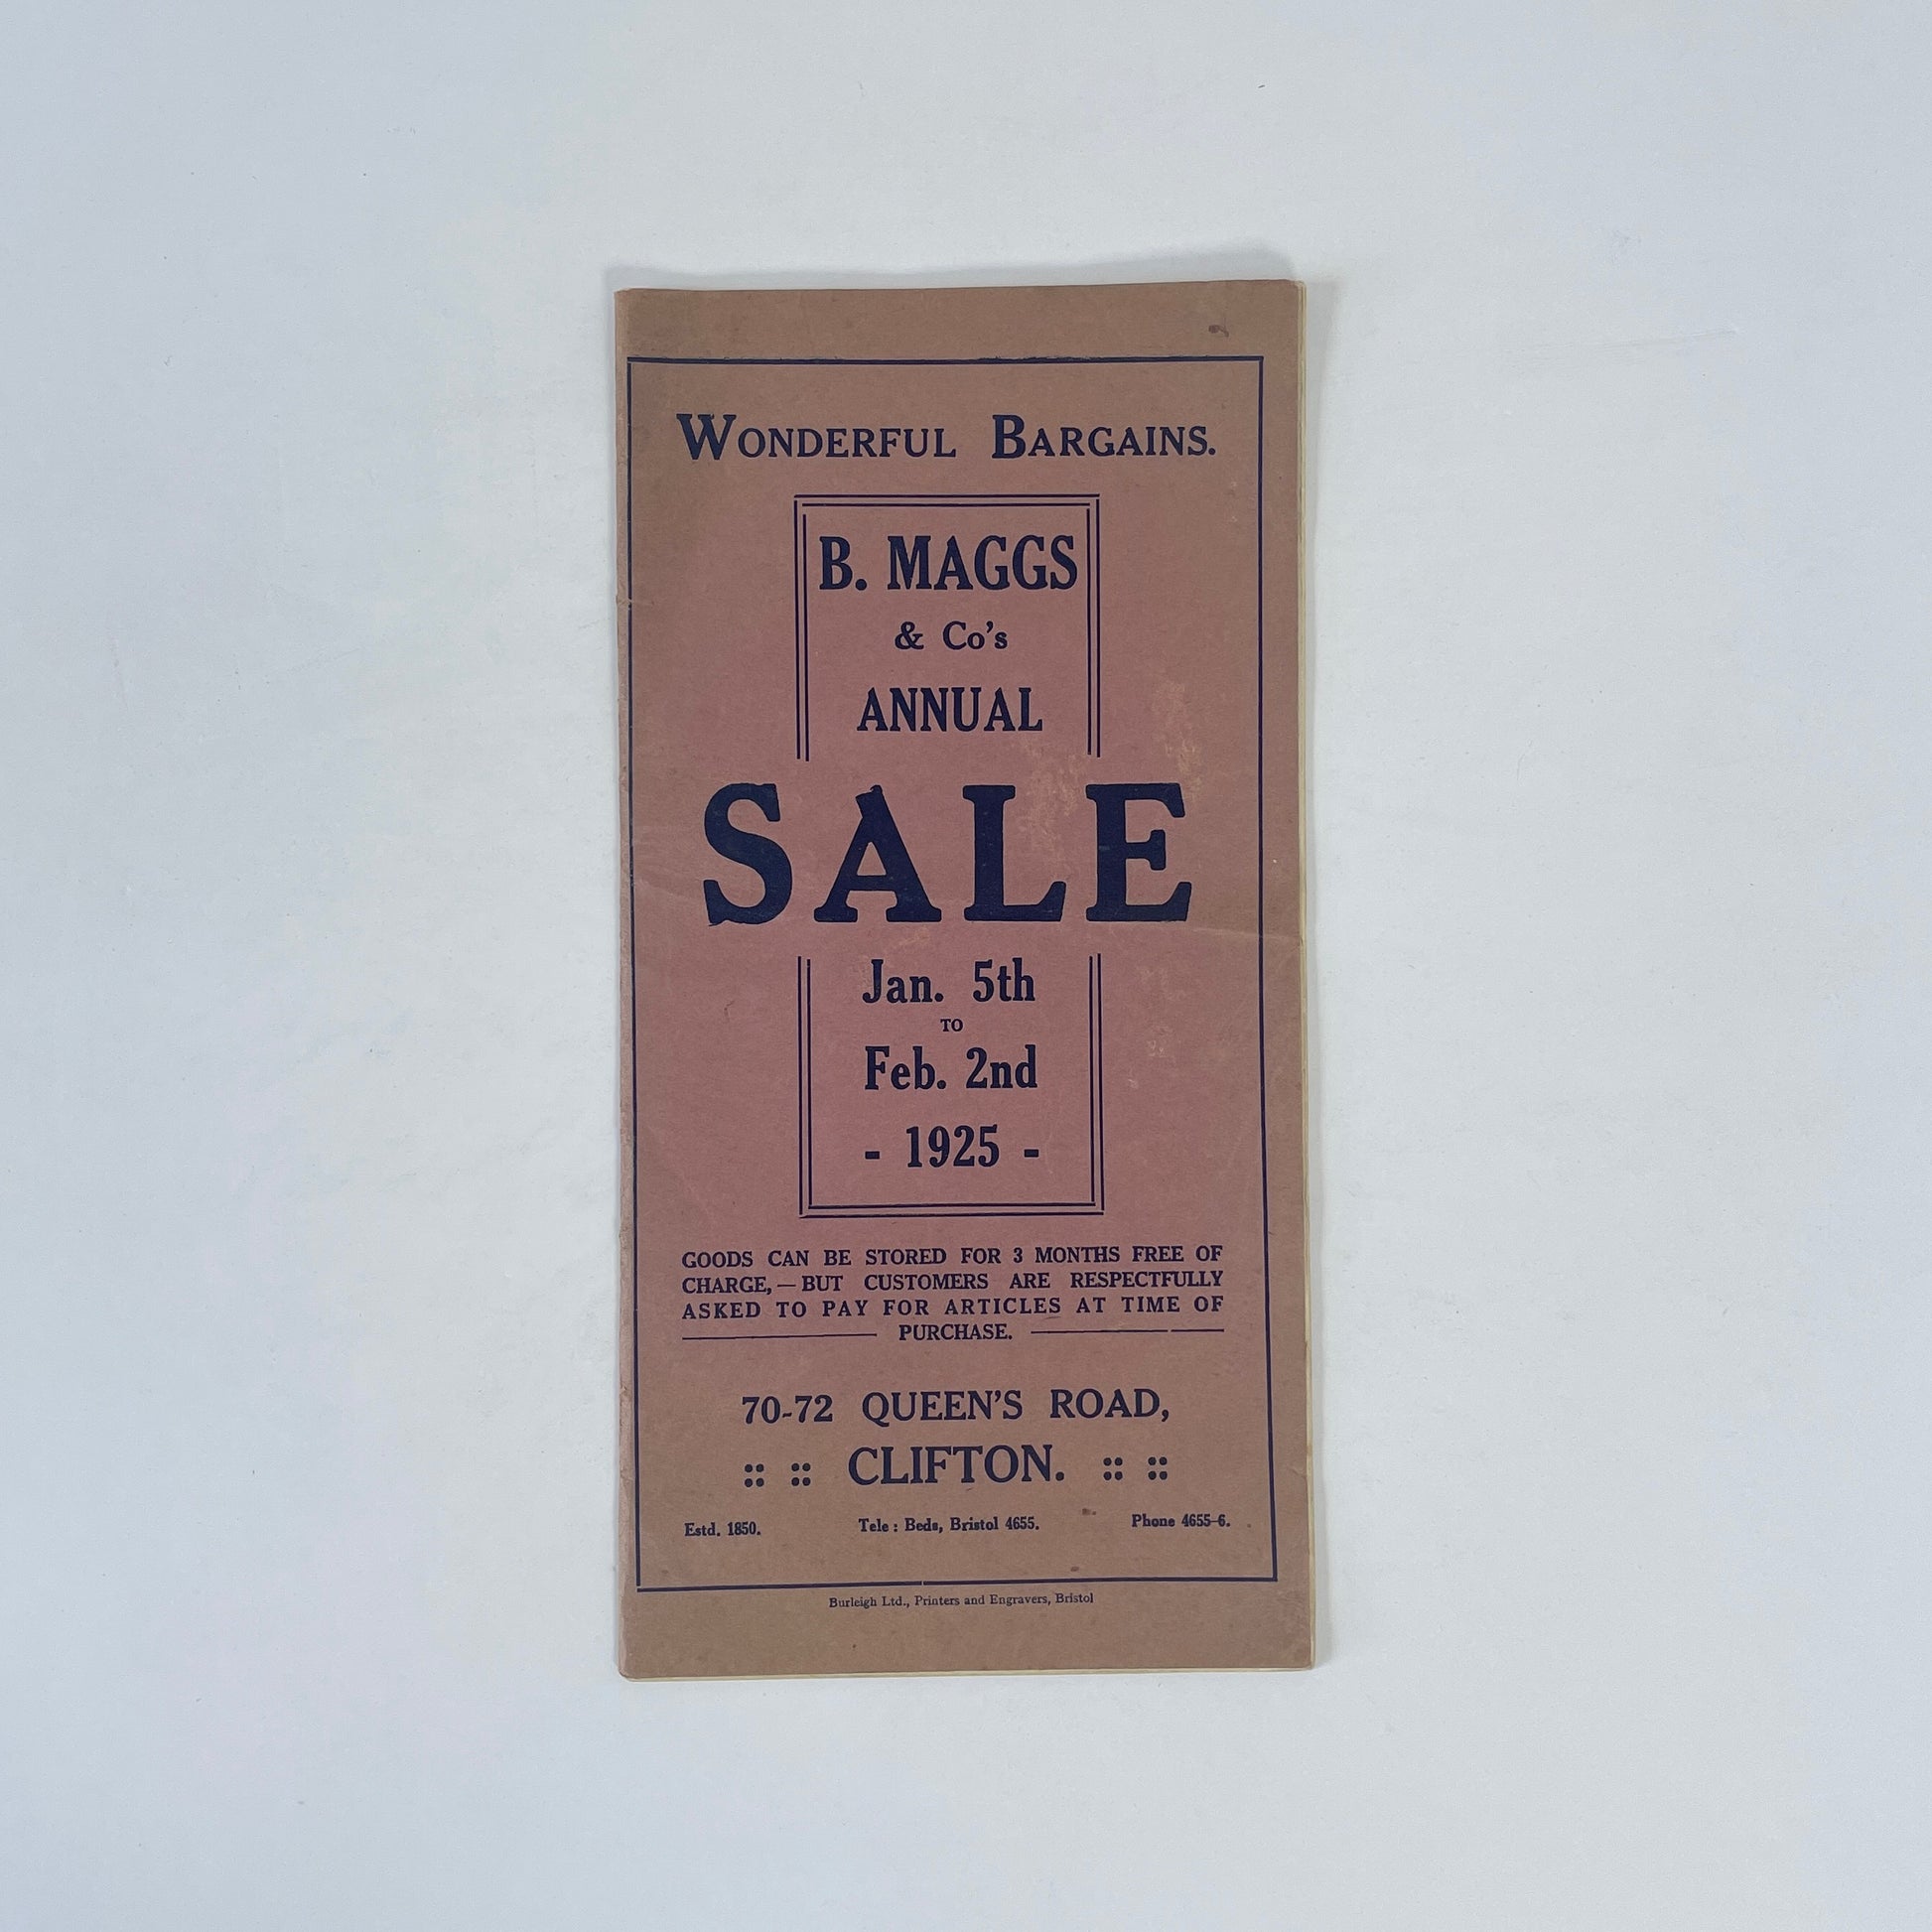 WONDERFUL BARGAINS.
B. MAGGS
& Co's
ANNUAL
SALE
Jan. 5th
TO
Feb. 2nd
- 1925 -
GOODS CAN BE STORED FOR 3 MONTHS FREE OF
CHARGE,—BUT CUSTOMERS ARE RESPECTFULLY
ASKED TO PAY FOR ARTICLES AT TIME OF
PURCHASE.
70-72 QUEEN'S ROAD,
:: :: CLIFTON. :: ::
Estd. 1850. Tele : Beds, Bristol 4655. Phone 4655-6.
Burleigh Ltd., Printers and Engravers, Bristol